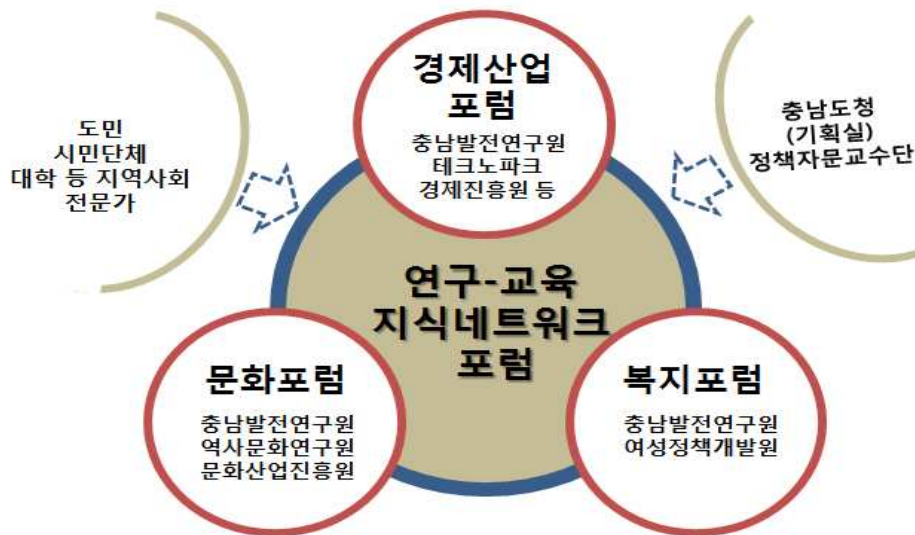 경제산업
포럼
충남발전연구원
테크노파크
경제진흥원 등
도민
시민단체
대학 등 지역사회
전문가
충남도청
(기획실)
정책자문교수단
연구-교육
지식네트워크
포럼
문화포럼
충남발전연구원
역사문화연구원
문화산업진흥원
복지포럼
충남발전연구원
여성정책개발원